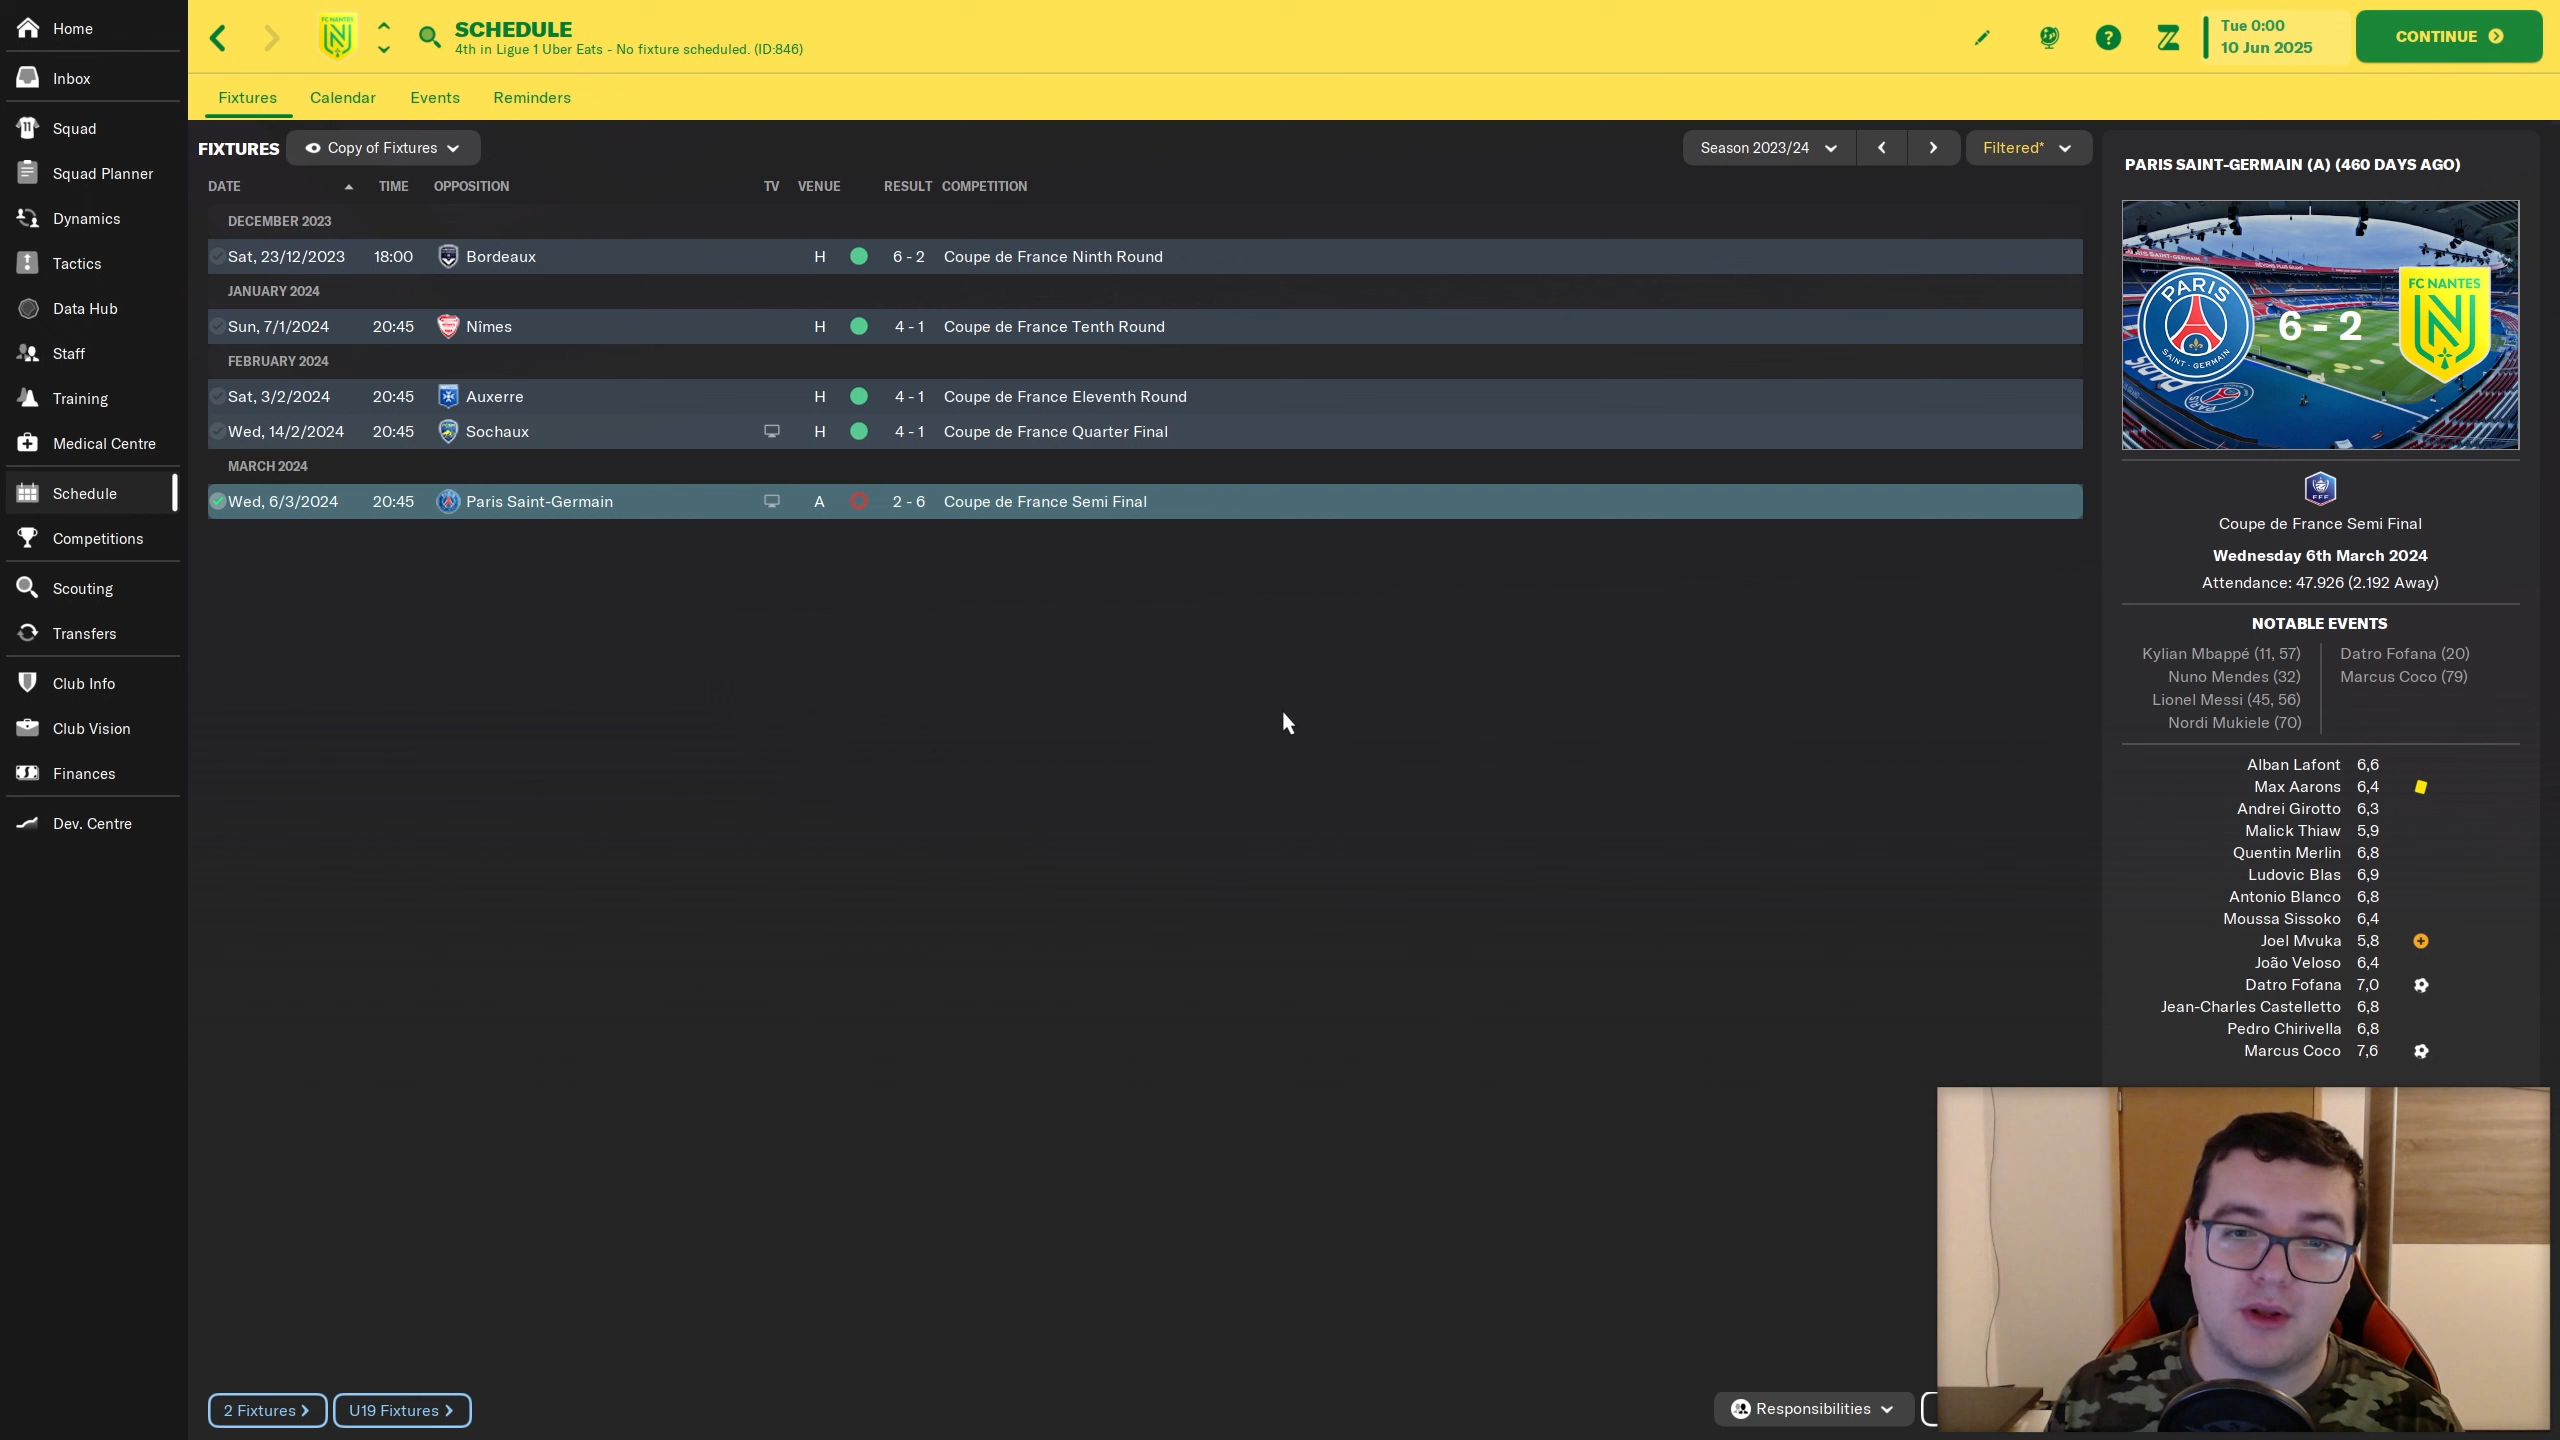 Home
Inbox
Squad
Squad Planner
Dynamics
Tactics
Data Hub
Staff
Training
Medical Centre
Schedule
Competitions
Scouting
Transfers
Club Info
Club Vision
Finances
Dev. Centre
FC NANTES
SCHEDULE
4th in Ligue 1 Uber Eats - No fixture scheduled. (ID:846)
Tue 0:00
10 Jun 2025
CONTINUE
Fixtures Calendar Events Reminders
FIXTURES Copy of Fixtures Season 2023/24 Filtered*
DATE TIME OPPOSITION TV VENUE RESULT COMPETITION
DECEMBER 2023
Sat, 23/12/2023 18:00 Bordeaux H 6 - 2 Coupe de France Ninth Round
JANUARY 2024
Sun, 7/1/2024 20:45 Nîmes H 4 - 1 Coupe de France Tenth Round
FEBRUARY 2024
Sat, 3/2/2024 20:45 Auxerre H 4 - 1 Coupe de France Eleventh Round
Wed, 14/2/2024 20:45 Sochaux H 4 - 1 Coupe de France Quarter Final
MARCH 2024
Wed, 6/3/2024 20:45 Paris Saint-Germain A 2 - 6 Coupe de France Semi Final
2 Fixtures U19 Fixtures
Responsibilities
PARIS SAINT-GERMAIN (A) (460 DAYS AGO)
PARIS
SAINT - GERMAIN
6 - 2
FC NANTES
FFF
Coupe de France Semi Final
Wednesday 6th March 2024
Attendance: 47.926 (2.192 Away)
NOTABLE EVENTS
Kylian Mbappé (11, 57) Datro Fofana (20)
Nuno Mendes (32) Marcus Coco (79)
Lionel Messi (45, 56)
Nordi Mukiele (70)
Alban Lafont 6,6
Max Aarons 6,4
Andrei Girotto 6,3
Malick Thiaw 5,9
Quentin Merlin 6,8
Ludovic Blas 6,9
Antonio Blanco 6,8
Moussa Sissoko 6,4
Joel Mvuka 5,8
João Veloso 6,4
Datro Fofana 7,0
Jean-Charles Castelletto 6,8
Pedro Chirivella 6,8
Marcus Coco 7,6